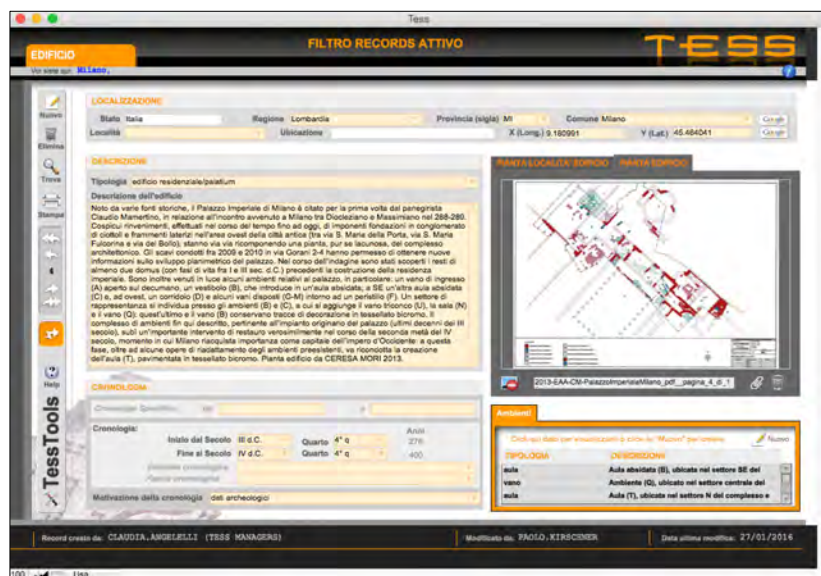 Tess
EDIFICIO
FILTRO RECORDS ATTIVO
TESS
Voi siete qui: Milano,
Nuovo
Elimina
Trova
Stampa
4
Help
TessTools
LOCALIZZAZIONE
Stato Italia Regione Lombardia Provincia (sigla) MI Comune Milano Google
Località Ubicazione X (Long.) 9.180991 Y (Lat.) 45.464041 Google
DESCRIZIONE
Tipologia edificio residenziale/palatium
Descrizione dell'edificio
Noto da varie fonti storiche, il Palazzo Imperiale di Milano è citato per la prima volta dal panegirista
Claudio Mamertino, in relazione all'incontro avvenuto a Milano tra Diocleziano e Massimiano nel 288-290.
Cospicui rinvenimenti, effettuati nel corso del tempo fino ad oggi, di imponenti fondazioni in conglomerato
di ciottoli e frammenti laterizi nell'area ovest della città antica (tra via S. Maria della Porta, via S. Maria
Fulcorina e via del Bollo), stanno via via ricomponendo una pianta, pur se lacunosa, del complesso
architettonico. Gli scavi condotti fra 2009 e 2010 in via Gorani 2-4 hanno permesso di ottenere nuove
informazioni sullo sviluppo planimetrico del palazzo. Nel corso dell'indagine sono stati scoperti i resti di
almeno due domus (con fasi di vita fra I e III sec. d.C.) precedenti la costruzione della residenza
imperiale. Sono inoltre venuti in luce alcuni ambienti relativi al palazzo, in particolare: un vano di ingresso
(A) aperto sul decumano, un vestibolo (B), che introduce in un'aula absidata; a SE un'altra aula absidata
(C) e, ad ovest, un corridoio (D) e alcuni vani disposti (G-M) intorno ad un peristilio (F). Un settore di
rappresentanza si individua presso gli ambienti (B) e (C), a cui si aggiunge il vano triconco (U), la sala (N)
e il vano (Q): quest'ultimo e il vano (B) conservano tracce di decorazione in tessellato bicromo. Il
complesso di ambienti fin qui descritto, pertinente all'impianto originario del palazzo (ultimi decenni del III
secolo), subì un'importante intervento di restauro verosimilmente nel corso della seconda metà del IV
secolo, momento in cui Milano riacquista importanza come capitale dell'impero d'Occidente: a questa
fase, oltre ad alcune opere di riadattamento degli ambienti preesistenti, va ricondotta la creazione
dell'aula (T), pavimentata in tessellato bicromo. Pianta edificio da CERESA MORI 2013.
CRONOLOGIA
Cronologia Specifica
Cronologia: Anni
Inizio dal Secolo III d.C. Quarto 4° q 276
Fine al Secolo IV d.C. Quarto 4° q 400
Motivazione della cronologia dati archeologici
PIANTA LOCALITA' EDIFICIO PIANTA EDIFICIO
2013-EAA-CM-PalazzoImperialeMilano_pdf__pagina_4_di_1
Ambienti
Nuovo
TIPOLOGIA DESCRIZIONE
aula Aula absidata (B), ubicata nel settore SE del
vano Ambiente (Q), ubicato nel settore centrale del
aula Aula (T), ubicata nel settore N del complesso e
Record creato da: CLAUDIA.ANGELELLI (TESS MANAGERS) Modificato da: PAOLO.KIRSCHNER Data ultima modifica: 27/01/2016
100 Usa